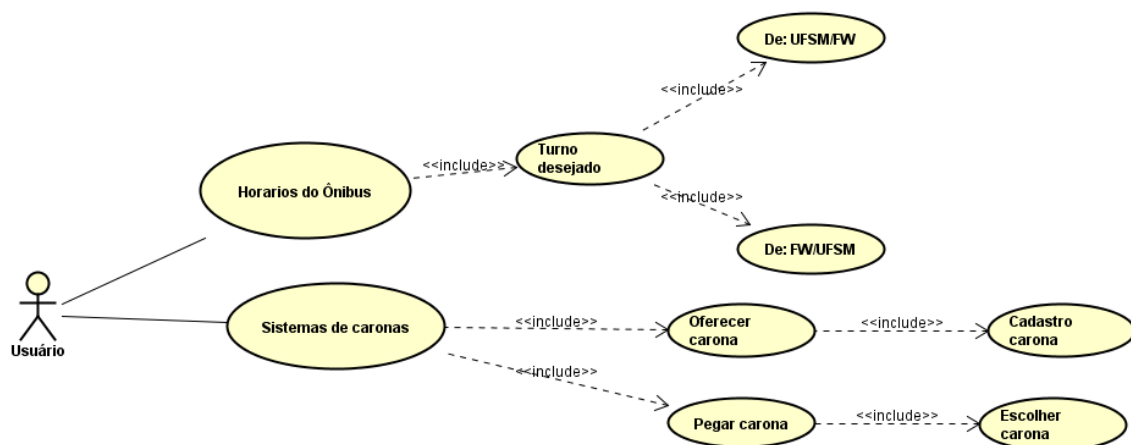 De: UFSM/FW
<<include>>
Turno
desejado
<<include>>
Horarios do Ônibus
<<include>>
De: FW/UFSM
Usuário
Sistemas de caronas
<<include>>
Oferecer
carona
<<include>>
Cadastro
carona
<<include>>
Pegar carona
<<include>>
Escolher
carona